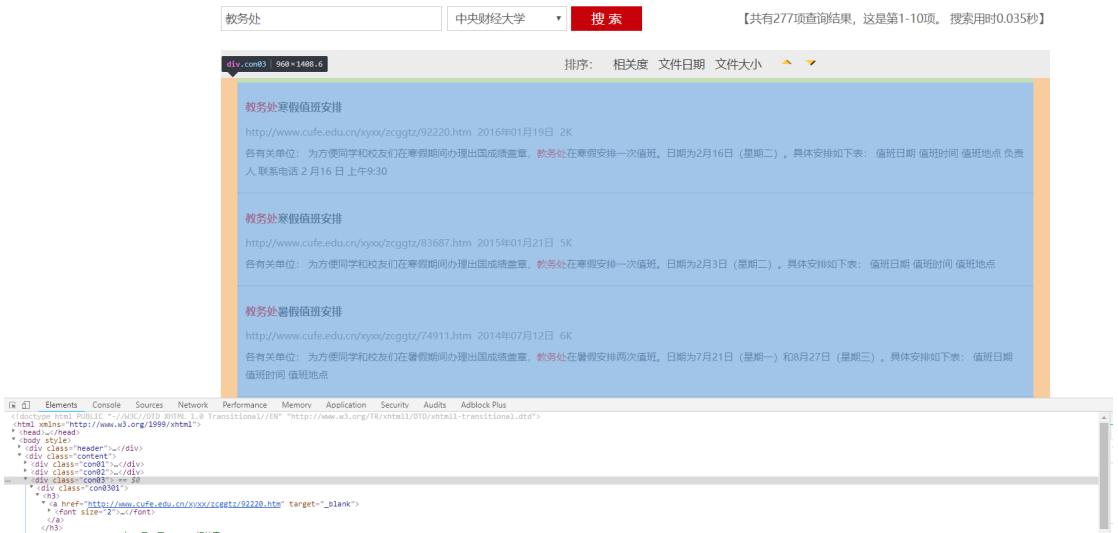 教务处 中央财经大学 搜 索 【共有277项查询结果，这是第1-10项。 搜索用时0.035秒】
div.con03 | 960×1408.6 排序： 相关度 文件日期 文件大小
教务处寒假值班安排
http://www.cufe.edu.cn/xyxx/zcggtz/92220.htm 2016年01月19日 2K
各有关单位： 为方便同学和校友们在寒假期间办理出国成绩盖章，教务处在寒假安排一次值班。日期为2月16日（星期二）。具体安排如下表： 值班日期 值班时间 值班地点 负责
人 联系电话 2 月16 日 上午9:30
教务处寒假值班安排
http://www.cufe.edu.cn/xyxx/zcggtz/83687.htm 2015年01月21日 5K
各有关单位： 为方便同学和校友们在寒假期间办理出国成绩盖章，教务处在寒假安排一次值班。日期为2月3日（星期二）。具体安排如下表： 值班日期 值班时间 值班地点
教务处暑假值班安排
http://www.cufe.edu.cn/xyxx/zcggtz/74911.htm 2014年07月12日 6K
各有关单位： 为方便同学和校友们在暑假期间办理出国成绩盖章，教务处在暑假安排两次值班。日期为7月21日（星期一）和8月27日（星期三）。具体安排如下表： 值班日期
值班时间 值班地点
Elements Console Sources Network Performance Memory Application Security Audits Adblock Plus
<!doctype html PUBLIC "-//W3C//DTD XHTML 1.0 Transitional//EN" "http://www.w3.org/TR/xhtml1/DTD/xhtml1-transitional.dtd">
<html xmlns="http://www.w3.org/1999/xhtml">
<head>…</head>
<body style>
<div class="header">…</div>
<div class="content">
<div class="con01">…</div>
<div class="con02">…</div>
<div class="con03"> == $0
<div class="con0301">
<h3>
<a href="http://www.cufe.edu.cn/xyxx/zcggtz/92220.htm" target="_blank">
<font size="2">…</font>
</a>
</h3>